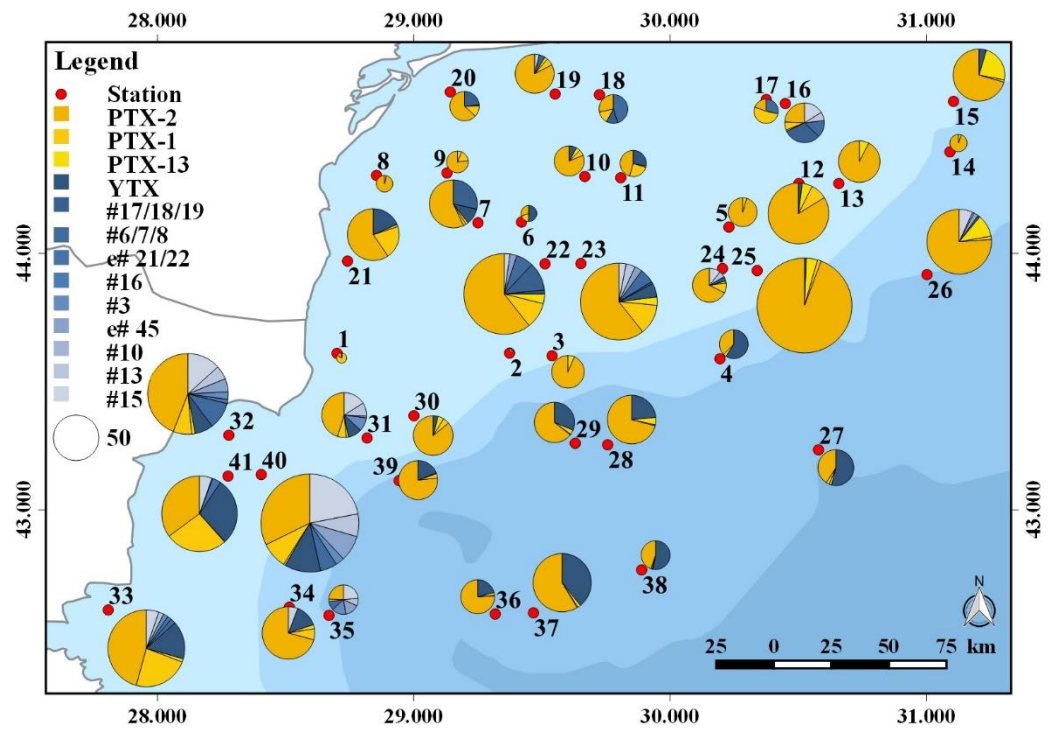 28.000 29.000 30.000 31.000
Legend
Station
PTX-2
PTX-1
PTX-13
YTX
#17/18/19
#6/7/8
e# 21/22
#16
#3
e# 45
#10
#13
#15
50
20 19 18 17 16 15
8 9 10 11 12 13 14
7 6 5
21 22 23 24 25 26
44.000 44.000
1 2 3 4
32 31 30 29 28 27
41 40 39
43.000 43.000
33 34 35 36 37 38
N
25 0 25 50 75 km
28.000 29.000 30.000 31.000